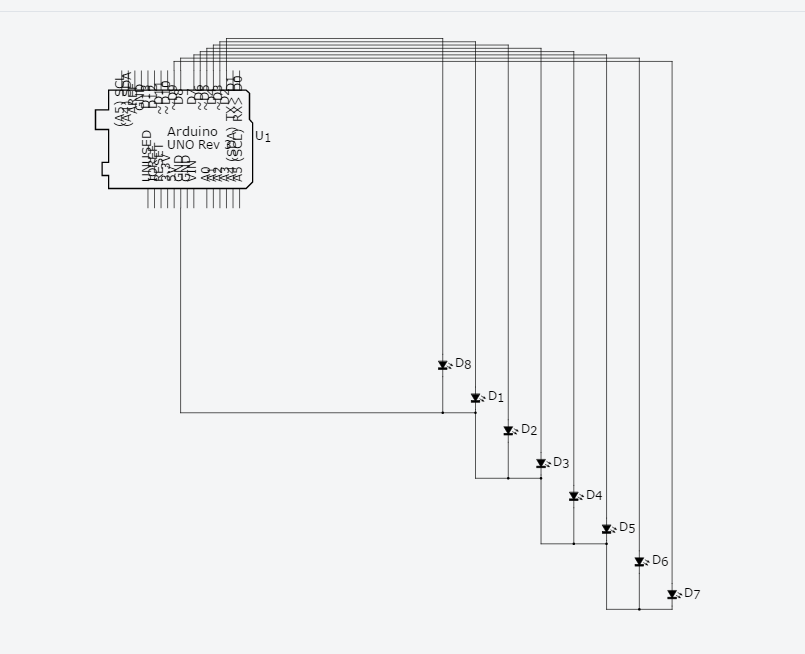 (A5) SCL
(A4) SDA
AREF
GND
D13
D12
~D11
~D10
~D9
D8
D7
~D6
~D5
D4
~D3
D2
TX> D1
RX> D0
Arduino
UNO Rev 3
U1
UNUSED
IOREF
RESET
3.3V
5V
GND
GND
VIN
A0
A1
A2
A3
A4 (SDA)
A5 (SCL)
D8
D1
D2
D3
D4
D5
D6
D7